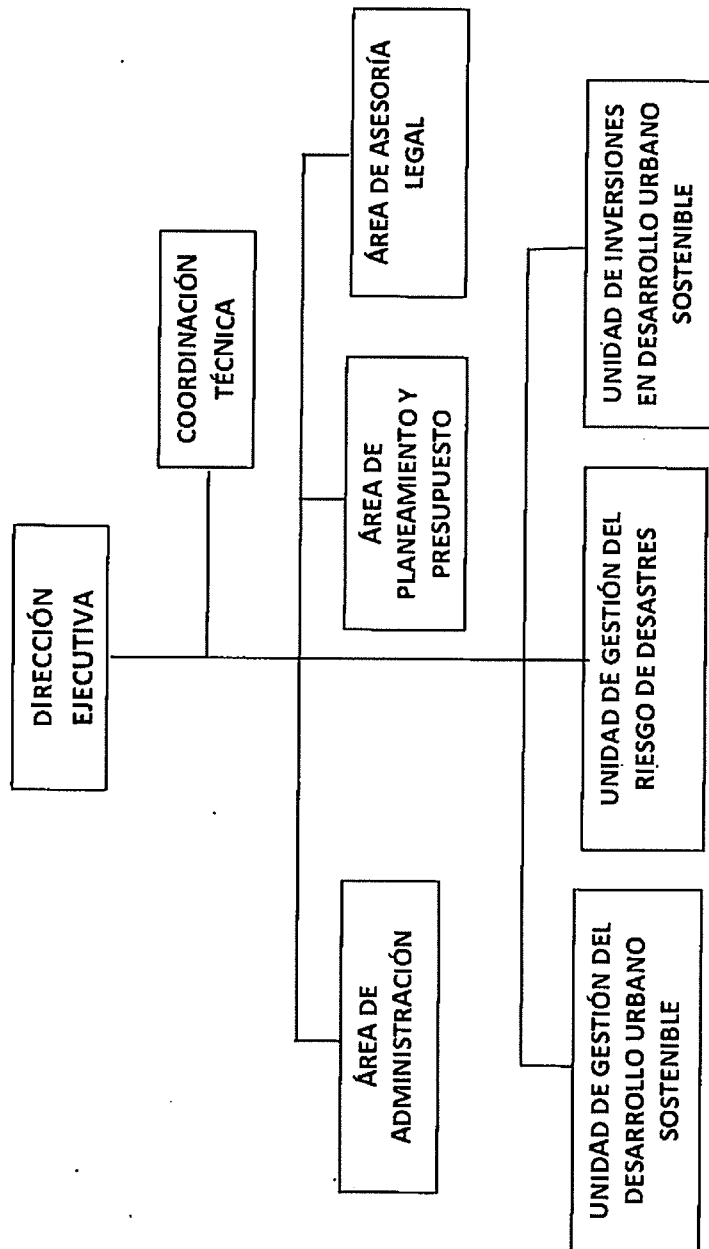 DIRECCIÓN
EJECUTIVA
COORDINACIÓN
TÉCNICA
ÁREA DE
ADMINISTRACIÓN
ÁREA DE
PLANEAMIENTO Y
PRESUPUESTO
ÁREA DE ASESORÍA
LEGAL
UNIDAD DE GESTIÓN DEL
DESARROLLO URBANO
SOSTENIBLE
UNIDAD DE GESTIÓN DEL
RIESGO DE DESASTRES
UNIDAD DE INVERSIONES
EN DESARROLLO URBANO
SOSTENIBLE